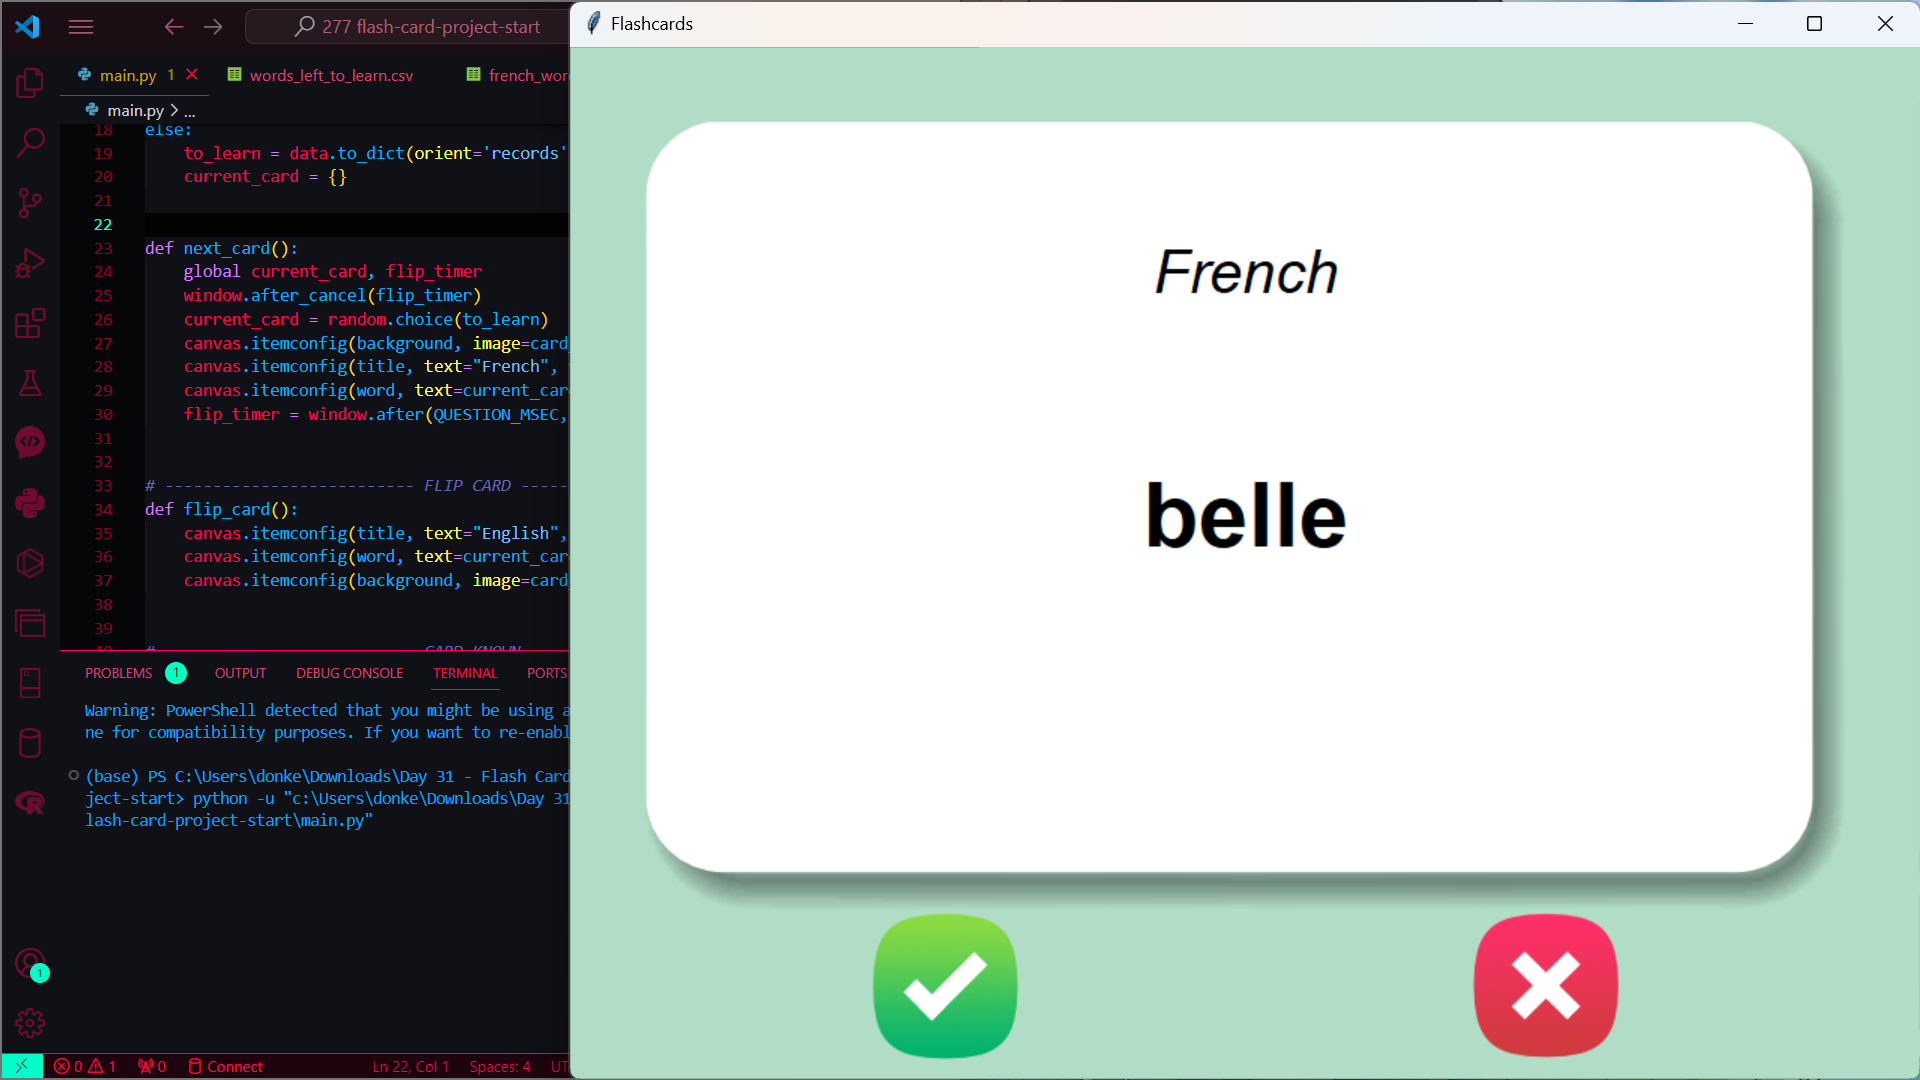 277 flash-card-project-start
main.py 1
words_left_to_learn.csv
french_wor
main.py > ...
18 else:
19 to_learn = data.to_dict(orient='records'
20 current_card = {}
21
22
23 def next_card():
24 global current_card, flip_timer
25 window.after_cancel(flip_timer)
26 current_card = random.choice(to_learn)
27 canvas.itemconfig(background, image=card
28 canvas.itemconfig(title, text="French",
29 canvas.itemconfig(word, text=current_car
30 flip_timer = window.after(QUESTION_MSEC,
31
32
33 # -------------------------- FLIP CARD -----
34 def flip_card():
35 canvas.itemconfig(title, text="English",
36 canvas.itemconfig(word, text=current_car
37 canvas.itemconfig(background, image=card
38
39
PROBLEMS 1 OUTPUT DEBUG CONSOLE TERMINAL PORTS
Warning: PowerShell detected that you might be using a
ne for compatibility purposes. If you want to re-enabl
(base) PS C:\Users\donke\Downloads\Day 31 - Flash Card
ject-start> python -u "c:\Users\donke\Downloads\Day 31
lash-card-project-start\main.py"
1
0 1 0 Connect Ln 22, Col 1 Spaces: 4 UT
Flashcards
French
belle